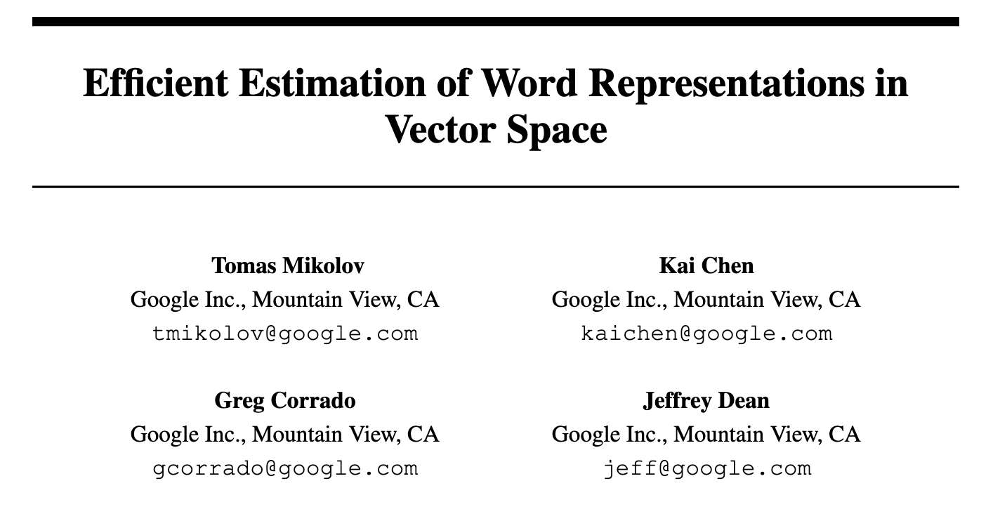 Efficient Estimation of Word Representations in
Vector Space
Tomas Mikolov
Google Inc., Mountain View, CA
tmikolov@google.com
Kai Chen
Google Inc., Mountain View, CA
kaichen@google.com
Greg Corrado
Google Inc., Mountain View, CA
gcorrado@google.com
Jeffrey Dean
Google Inc., Mountain View, CA
jeff@google.com